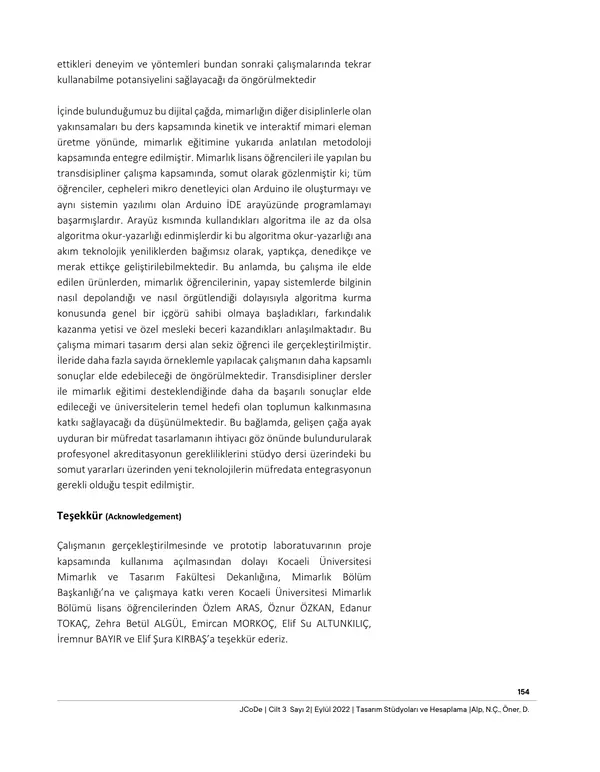 ettikleri deneyim ve yöntemleri bundan sonraki çalışmalarında tekrar
kullanabilme potansiyelini sağlayacağı da öngörülmektedir
İçinde bulunduğumuz bu dijital çağda, mimarlığın diğer disiplinlerle olan
yakınsamaları bu ders kapsamında kinetik ve interaktif mimari eleman
üretme yönünde, mimarlık eğitimine yukarıda anlatılan metodoloji
kapsamında entegre edilmiştir. Mimarlık lisans öğrencileri ile yapılan bu
transdisipliner çalışma kapsamında, somut olarak gözlenmiştir ki; tüm
öğrenciler, cepheleri mikro denetleyici olan Arduino ile oluşturmayı ve
aynı sistemin yazılımı olan Arduino İDE arayüzünde programlamayı
başarmışlardır. Arayüz kısmında kullandıkları algoritma ile az da olsa
algoritma okur-yazarlığı edinmişlerdir ki bu algoritma okur-yazarlığı ana
akım teknolojik yeniliklerden bağımsız olarak, yaptıkça, denedikçe ve
merak ettikçe geliştirilebilmektedir. Bu anlamda, bu çalışma ile elde
edilen ürünlerden, mimarlık öğrencilerinin, yapay sistemlerde bilginin
nasıl depolandığı ve nasıl örgütlendiği dolayısıyla algoritma kurma
konusunda genel bir içgörü sahibi olmaya başladıkları, farkındalık
kazanma yetisi ve özel mesleki beceri kazandıkları anlaşılmaktadır. Bu
çalışma mimari tasarım dersi alan sekiz öğrenci ile gerçekleştirilmiştir.
İleride daha fazla sayıda örneklemle yapılacak çalışmanın daha kapsamlı
sonuçlar elde edebileceği de öngörülmektedir. Transdisipliner dersler
ile mimarlık eğitimi desteklendiğinde daha da başarılı sonuçlar elde
edileceği ve üniversitelerin temel hedefi olan toplumun kalkınmasına
katkı sağlayacağı da düşünülmektedir. Bu bağlamda, gelişen çağa ayak
uyduran bir müfredat tasarlamanın ihtiyacı göz önünde bulundurularak
profesyonel akreditasyonun gerekliliklerini stüdyo dersi üzerindeki bu
somut yararları üzerinden yeni teknolojilerin müfredata entegrasyonun
gerekli olduğu tespit edilmiştir.
Teşekkür (Acknowledgement)
Çalışmanın gerçekleştirilmesinde ve prototip laboratuvarının proje
kapsamında kullanıma açılmasından dolayı Kocaeli Üniversitesi
Mimarlık ve Tasarım Fakültesi Dekanlığına, Mimarlık Bölüm
Başkanlığı'na ve çalışmaya katkı veren Kocaeli Üniversitesi Mimarlık
Bölümü lisans öğrencilerinden Özlem ARAS, Öznur ÖZKAN, Edanur
TOKAÇ, Zehra Betül ALGÜL, Emircan MORKOÇ, Elif Su ALTUNKILIÇ,
İremnur BAYIR ve Elif Şura KIRBAŞ'a teşekkür ederiz.
154
JCoDe | Cilt 3 Sayı 2| Eylül 2022 | Tasarım Stüdyoları ve Hesaplama |Alp, N.Ç., Öner, D.